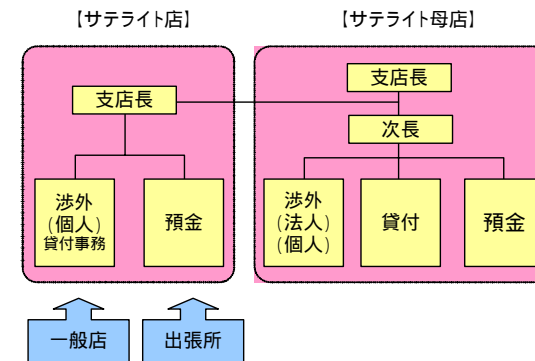 【サテライト店】
【サテライト母店】
支店長
支店長
次長
渉外
(個人)
貸付事務
預金
渉外
(法人)
(個人)
貸付
預金
一般店
出張所